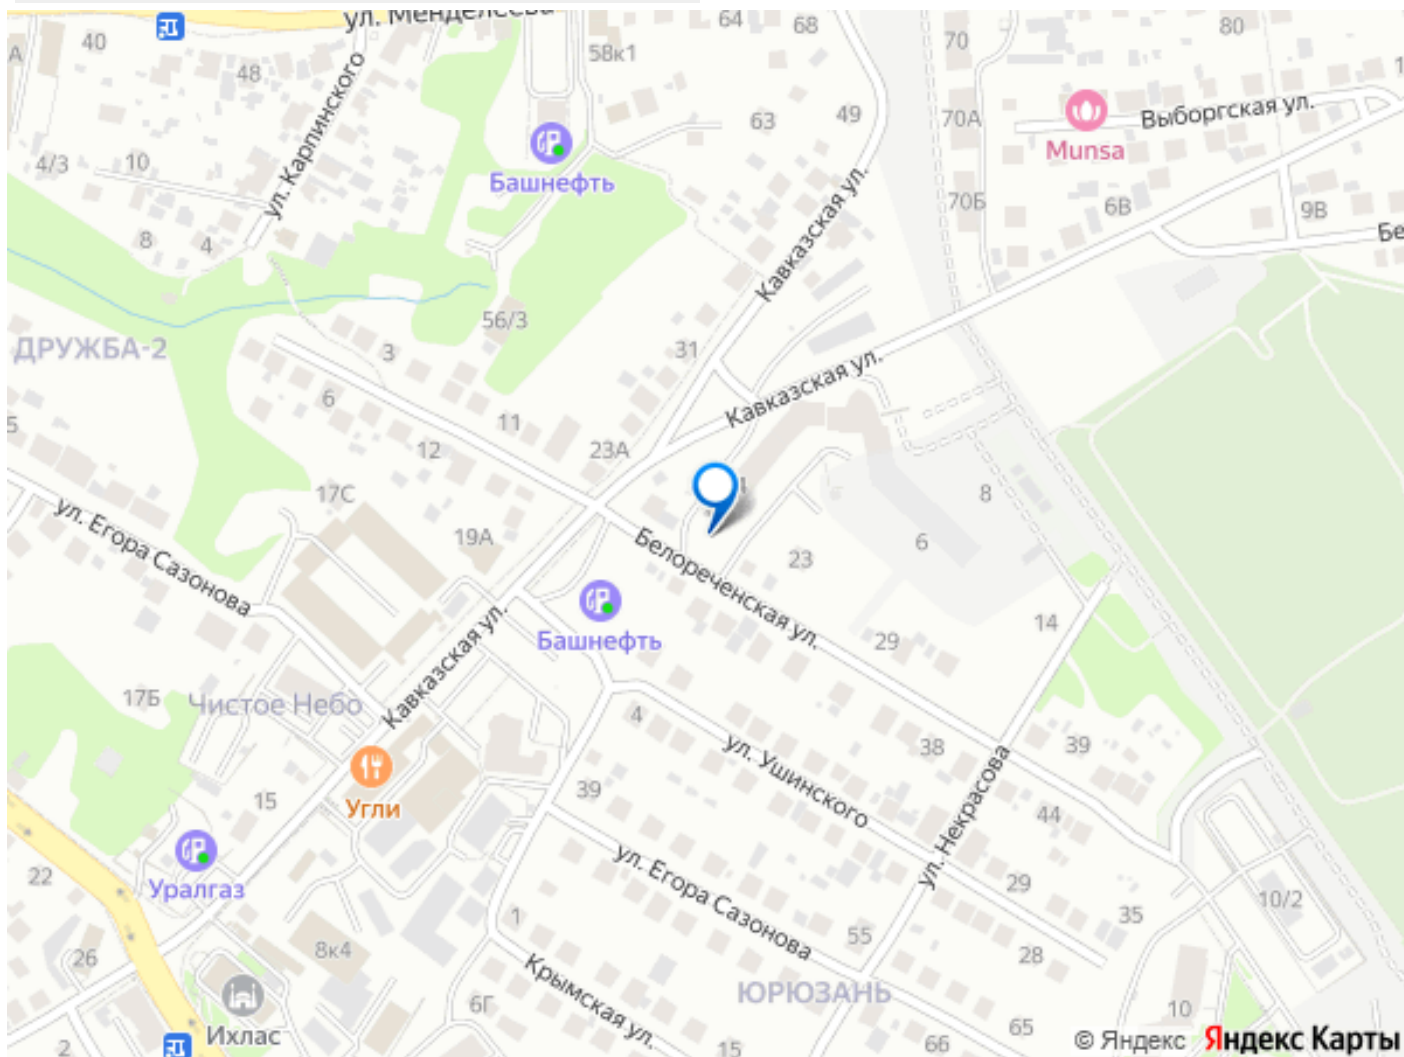 ул. Менделеева
64
68
70
80
40
58к1
48
ул. Карпинского
63
49
70А
Выборгская ул.
Munsa
4/3
10
Башнефть
70Б
6В
9В
8
4
Кавказская ул.
56/3
ДРУЖБА-2
3
31
Кавказская ул.
6
11
12
23А
17С
ул. Егора Сазонова
19А
8
6
Белореченская ул.
23
14
29
Башнефть
Кавказская ул.
17Б
Чистое Небо
4
38
39
ул. Ушинского
ул. Некрасова
Угли
15
39
44
Уралгаз
22
ул. Егора Сазонова
29
10/2
35
1
55
8к4
26
28
Крымская ул.
ЮРЮЗАНЬ
6Г
10
65
Ихлас
2
15
66
© Яндекс Яндекс Карты